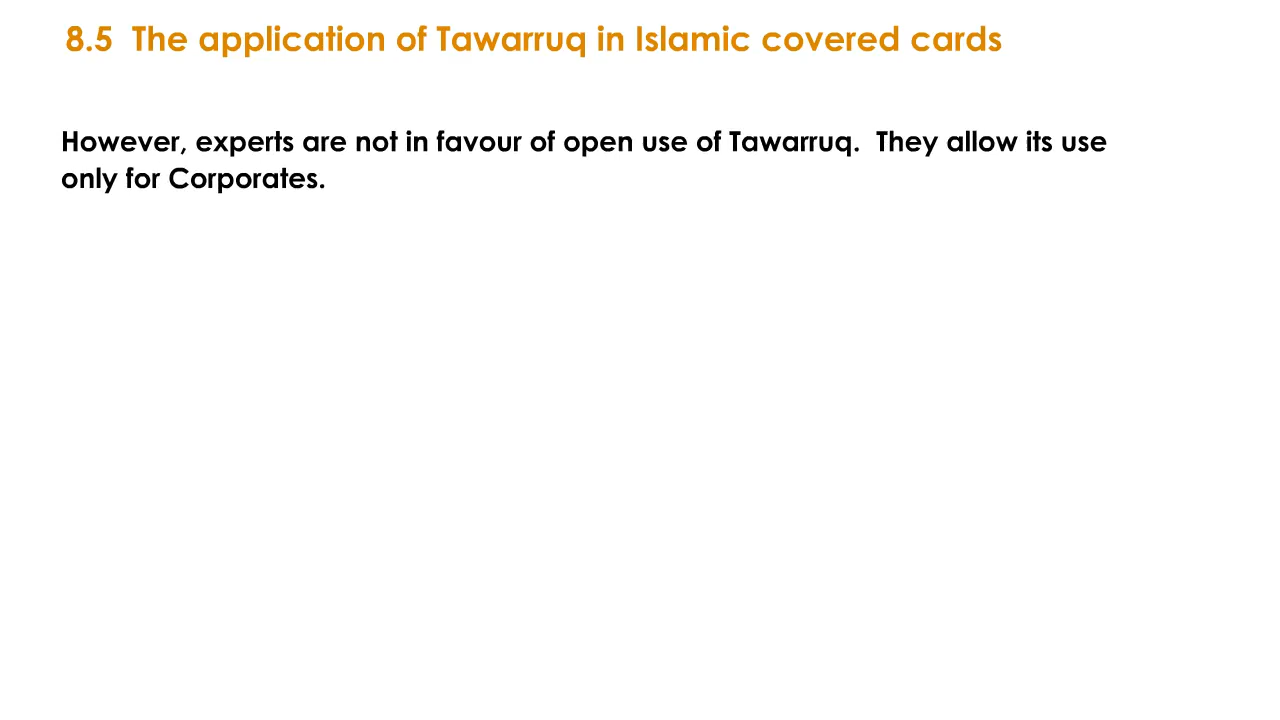 8.5  The application of Tawarruq in Islamic covered cards
However, experts are not in favour of open use of Tawarruq.  They allow its use
only for Corporates.